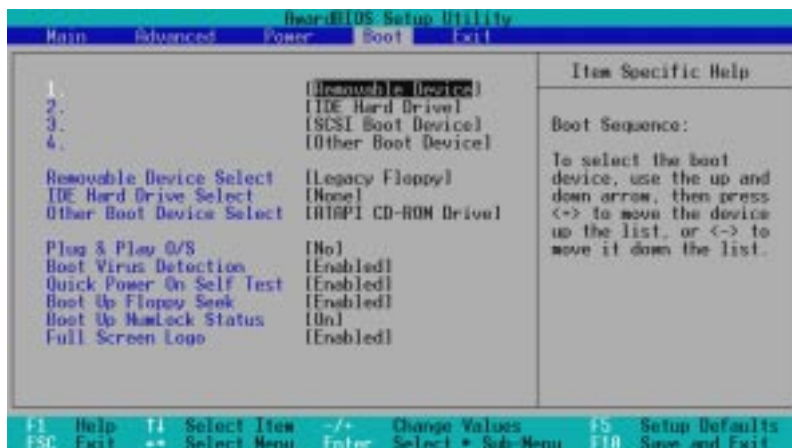 AwardBIOS Setup Utility
Main Advanced Power Boot Exit
1. [Removable Device]
2. [IDE Hard Drive]
3. [SCSI Boot Device]
4. [Other Boot Device]
Removable Device Select [Legacy Floppy]
IDE Hard Drive Select [None]
Other Boot Device Select [ATAPI CD-ROM Drive]
Plug & Play O/S [No]
Boot Virus Detection [Enabled]
Quick Power On Self Test [Enabled]
Boot Up Floppy Seek [Enabled]
Boot Up NumLock Status [On]
Full Screen Logo [Enabled]
Item Specific Help
Boot Sequence:
To select the boot
device, use the up and
down arrow, then press
<+> to move the device
up the list, or <-> to
move it down the list.
F1 Help ↑↓ Select Item -/+ Change Values F5 Setup Defaults
ESC Exit ↔ Select Menu Enter Select ▸ Sub-Menu F10 Save and Exit